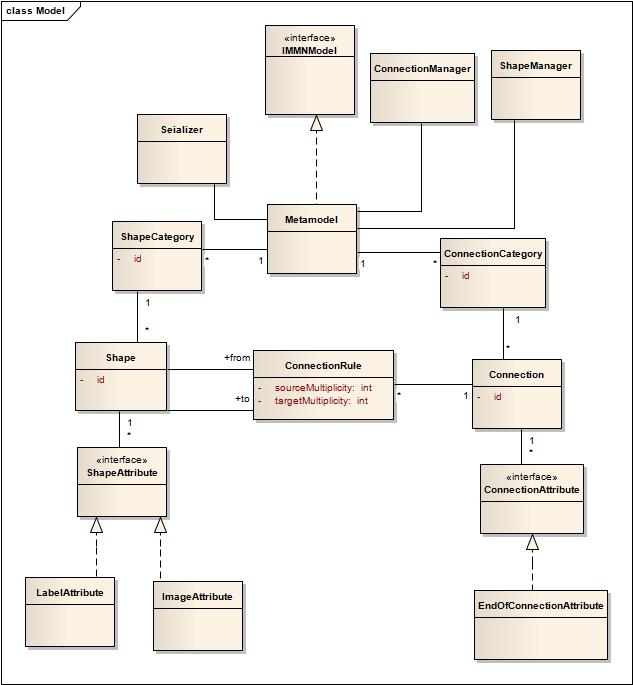 class Model
«interface»
IMMNModel
ConnectionManager
ShapeManager
Seializer
Metamodel
ShapeCategory
- id
*
1
1
*
ConnectionCategory
- id
1
*
1
*
Shape
- id
+from
+to
ConnectionRule
- sourceMultiplicity: int
- targetMultiplicity: int
*
1
Connection
- id
1
*
1
*
«interface»
ShapeAttribute
«interface»
ConnectionAttribute
LabelAttribute
ImageAttribute
EndOfConnectionAttribute